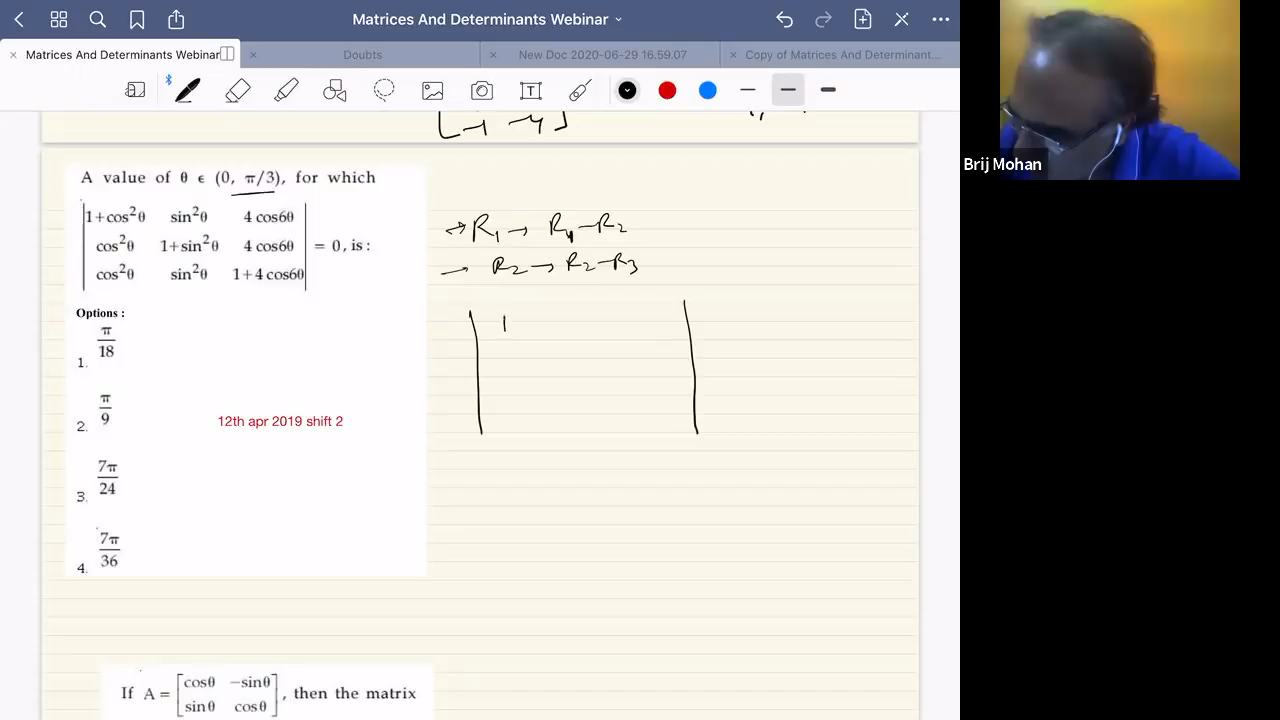 Matrices And Determinants Webinar
Matrices And Determinants Webinar
Doubts
New Doc 2020-06-29 16.59.07
Copy of Matrices And Determinant...
T
[-1 -4]
Brij Mohan
A value of θ ϵ (0, π/3), for which
|1+cos²θ sin²θ 4 cos6θ|
|cos²θ 1+sin²θ 4 cos6θ| = 0, is :
|cos²θ sin²θ 1+4 cos6θ|
R₁ → R₁-R₂
→ R₂ → R₂-R₃
1
Options :
1. π/18
2. π/9
12th apr 2019 shift 2
3. 7π/24
4. 7π/36
If A = [cosθ -sinθ
sinθ cosθ], then the matrix